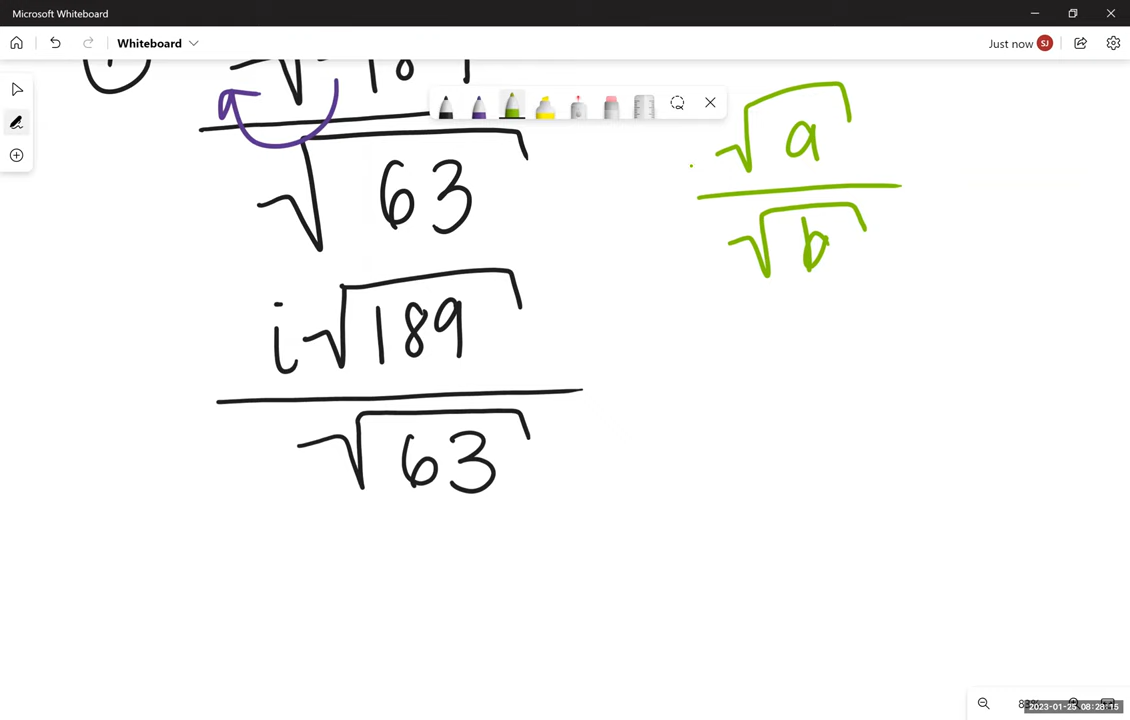 Microsoft Whiteboard
Whiteboard
Just now SJ
√63
i√189
√63
√a
√b
2023-01-25 08:28:15